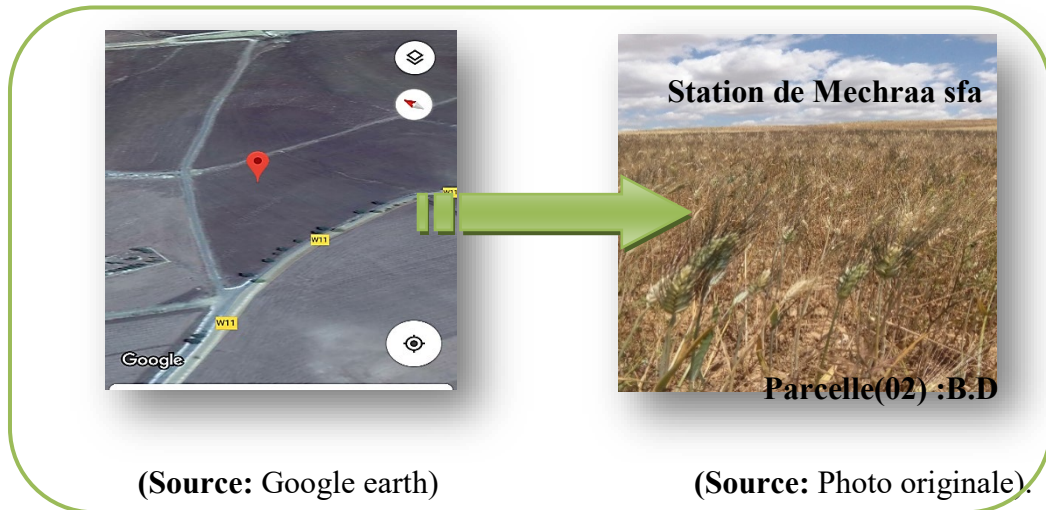 Station de Mechraa sfa
W11
W11
W11
Google
Parcelle(02) :B.D
(Source: Google earth)
(Source: Photo originale).